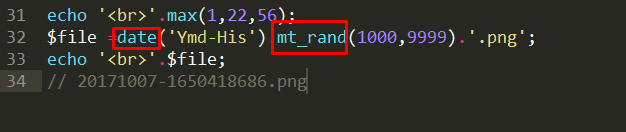 31 echo '<br>'.max(1,22,56);
32 $file =date('Ymd-His').mt_rand(1000,9999).'.png';
33 echo '<br>'.$file;
34 // 20171007-1650418686.png